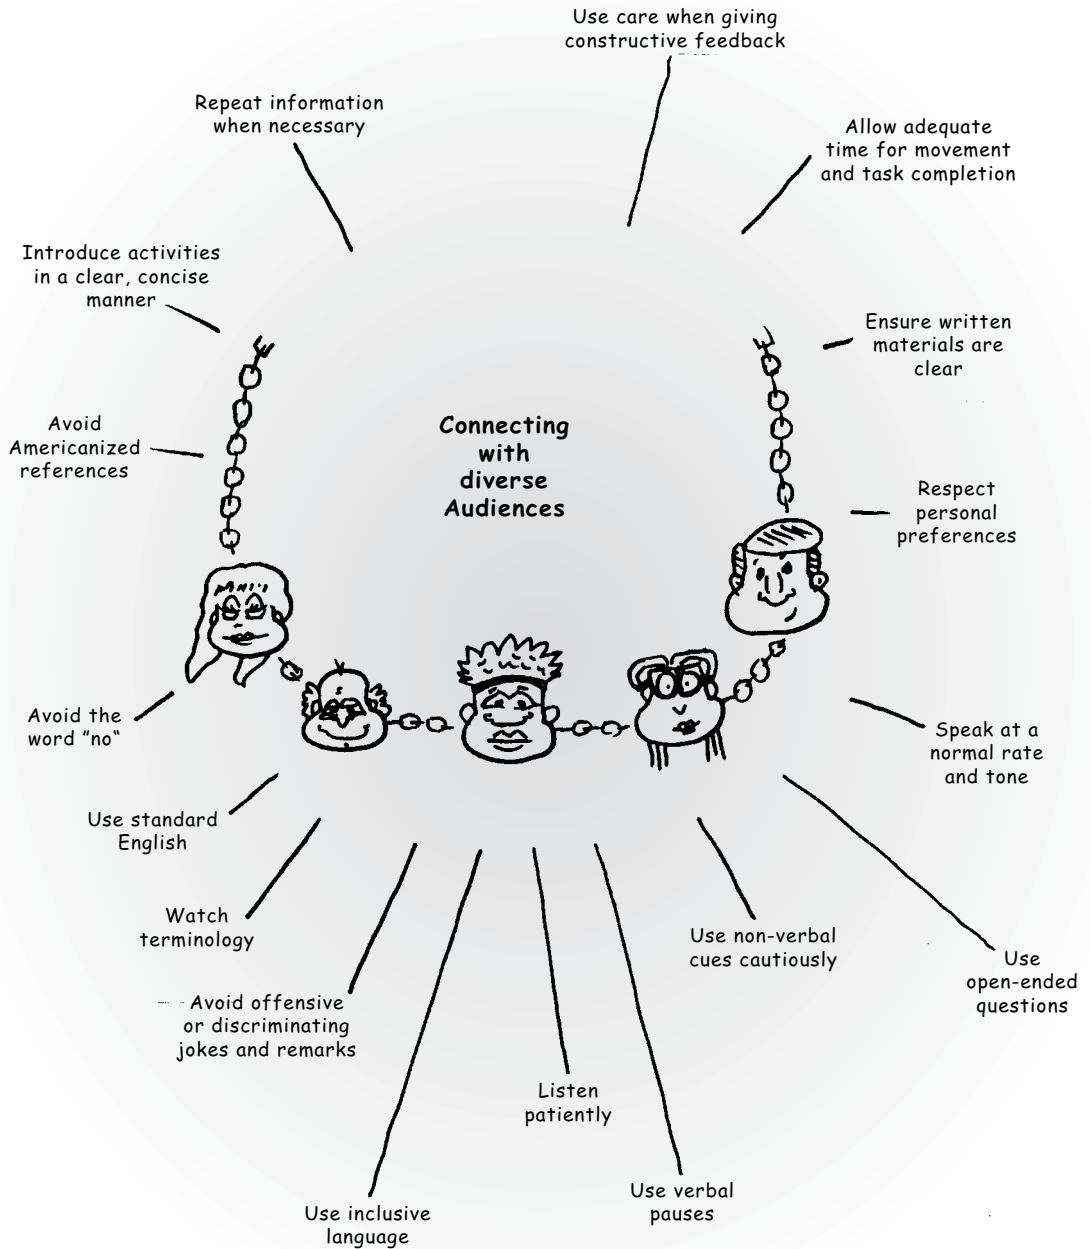 Use care when giving
constructive feedback
Repeat information
when necessary
Allow adequate
time for movement
and task completion
Introduce activities
in a clear, concise
manner
Ensure written
materials are
clear
Avoid
Americanized
references
Connecting
with
diverse
Audiences
Respect
personal
preferences
Avoid the
word "no"
Speak at a
normal rate
and tone
Use standard
English
Watch
terminology
Use non-verbal
cues cautiously
Use
open-ended
questions
Avoid offensive
or discriminating
jokes and remarks
Listen
patiently
Use verbal
pauses
Use inclusive
language